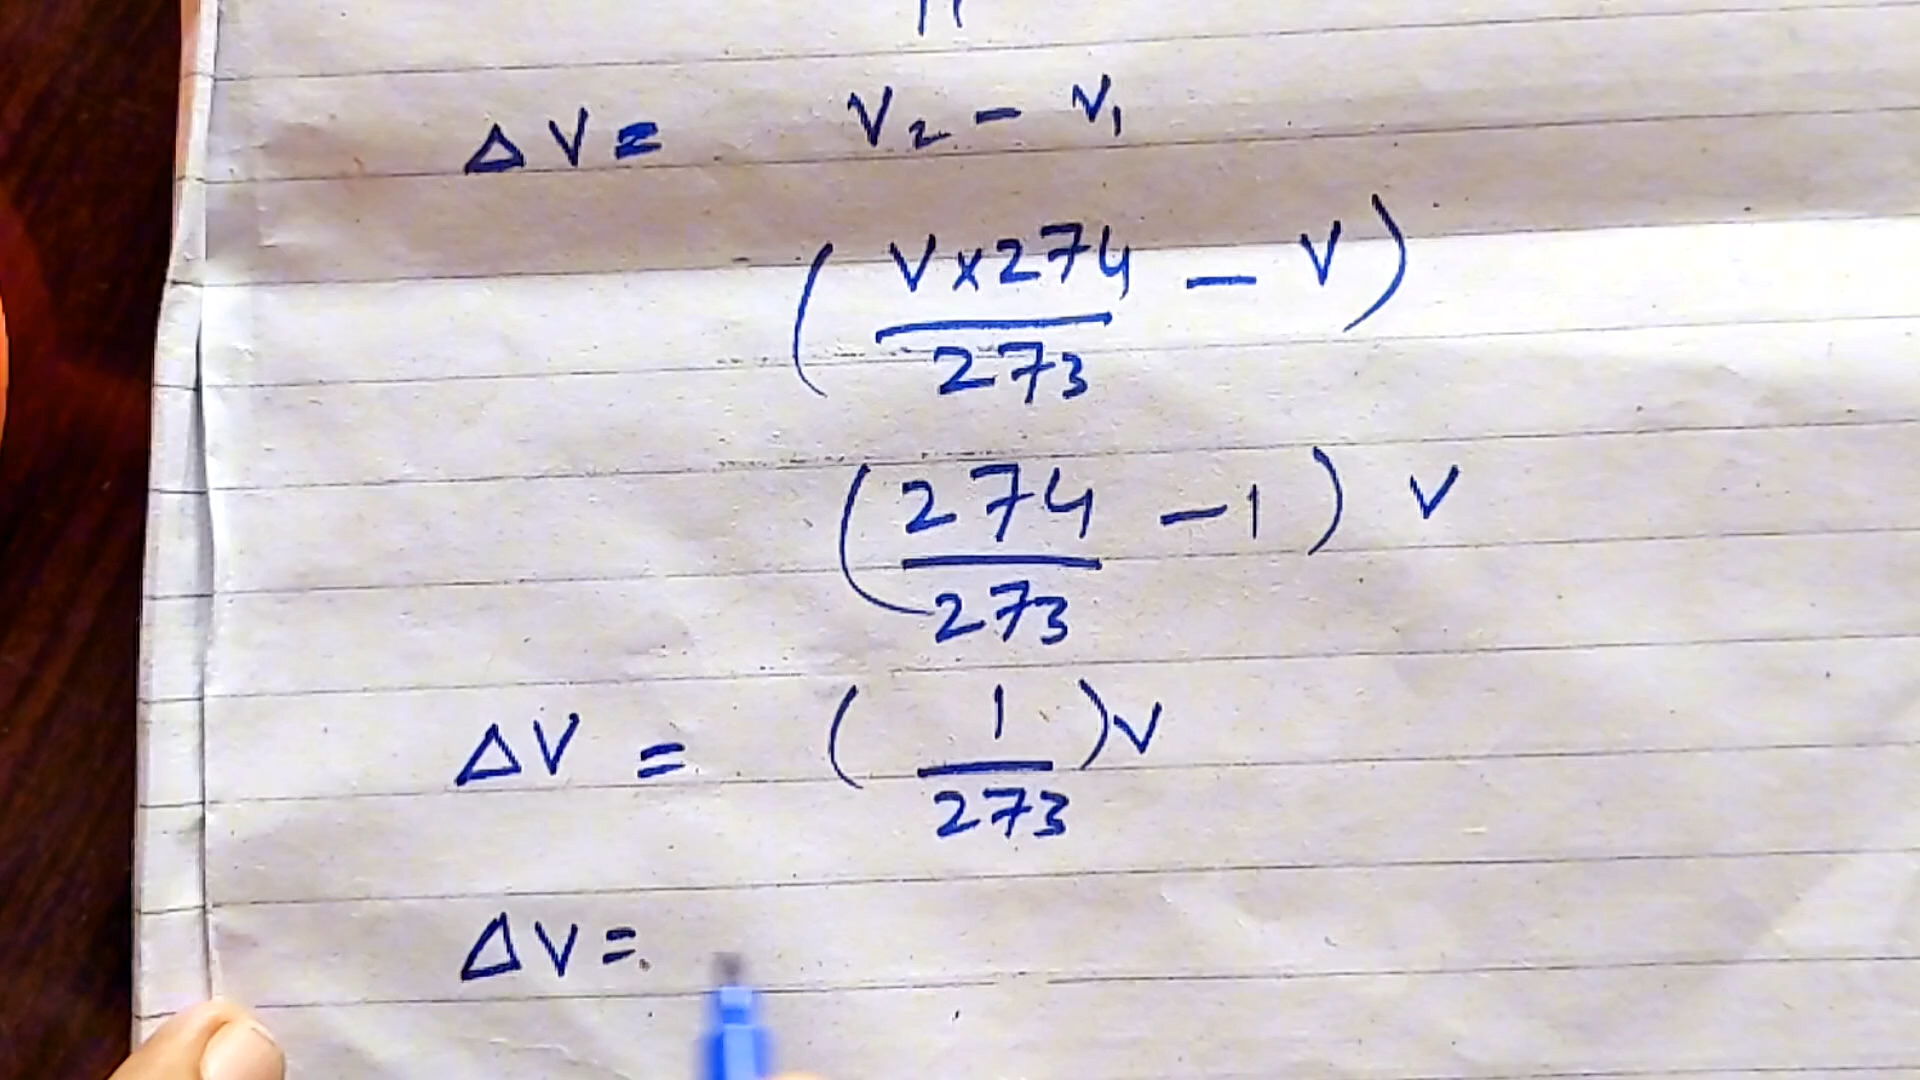 ΔV = V₂ - V₁
(V×274/273 - V)
(274/273 - 1) V
ΔV = (1/273)V
ΔV =